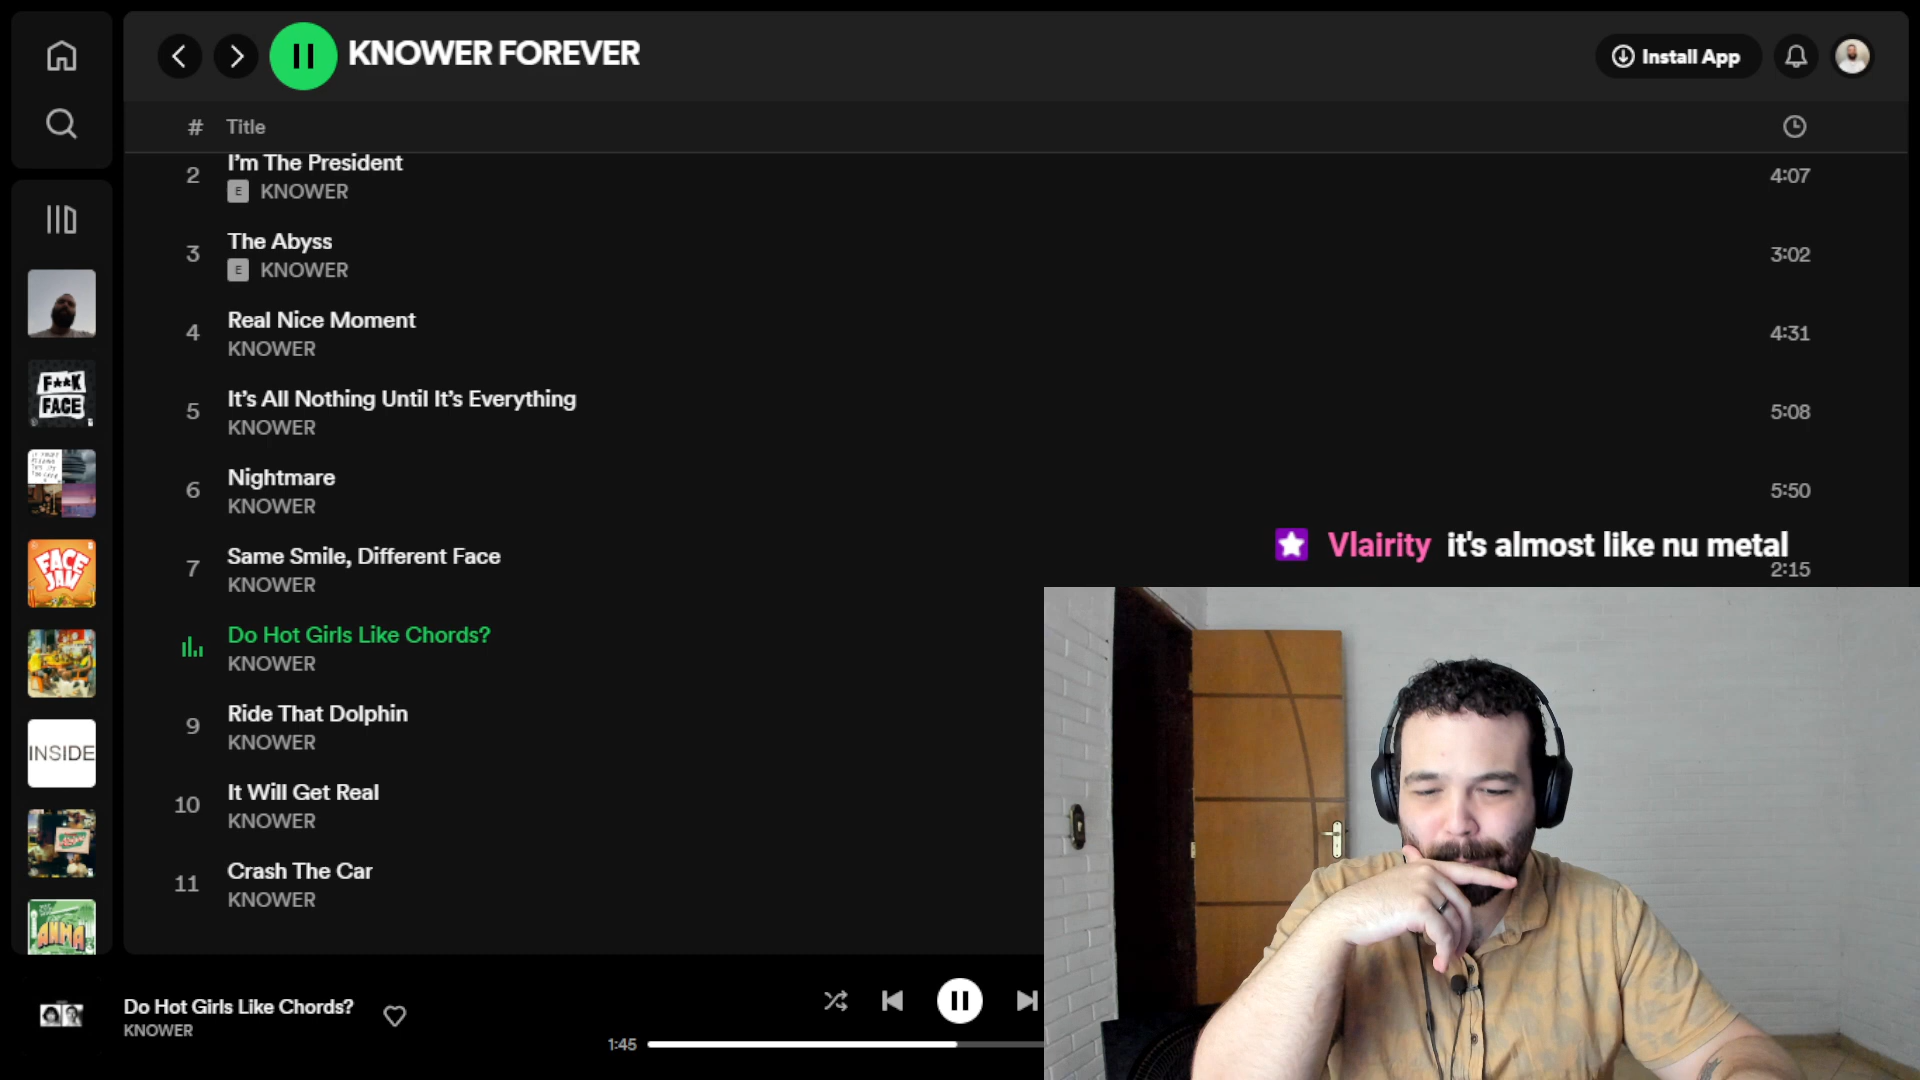 KNOWER FOREVER
Install App
# Title
2 I'm The President 4:07
E KNOWER
3 The Abyss 3:02
E KNOWER
4 Real Nice Moment 4:31
KNOWER
5 It's All Nothing Until It's Everything 5:08
KNOWER
6 Nightmare 5:50
KNOWER
Vlairity it's almost like nu metal
7 Same Smile, Different Face 2:15
KNOWER
Do Hot Girls Like Chords?
KNOWER
9 Ride That Dolphin
KNOWER
10 It Will Get Real
KNOWER
11 Crash The Car
KNOWER
F**K
FACE
FACE
JAM
INSIDE
ANMA
Do Hot Girls Like Chords?
KNOWER
1:45